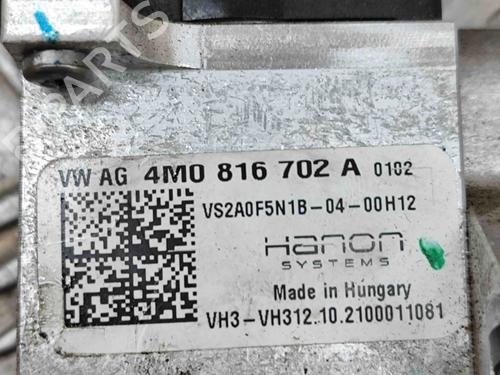 VW AG 4M0 816 702 A 0102
VS2A0F5N1B-04-00H12
Hanon
SYSTEMS
Made in Hungary
VH3-VH312.10.2100011081